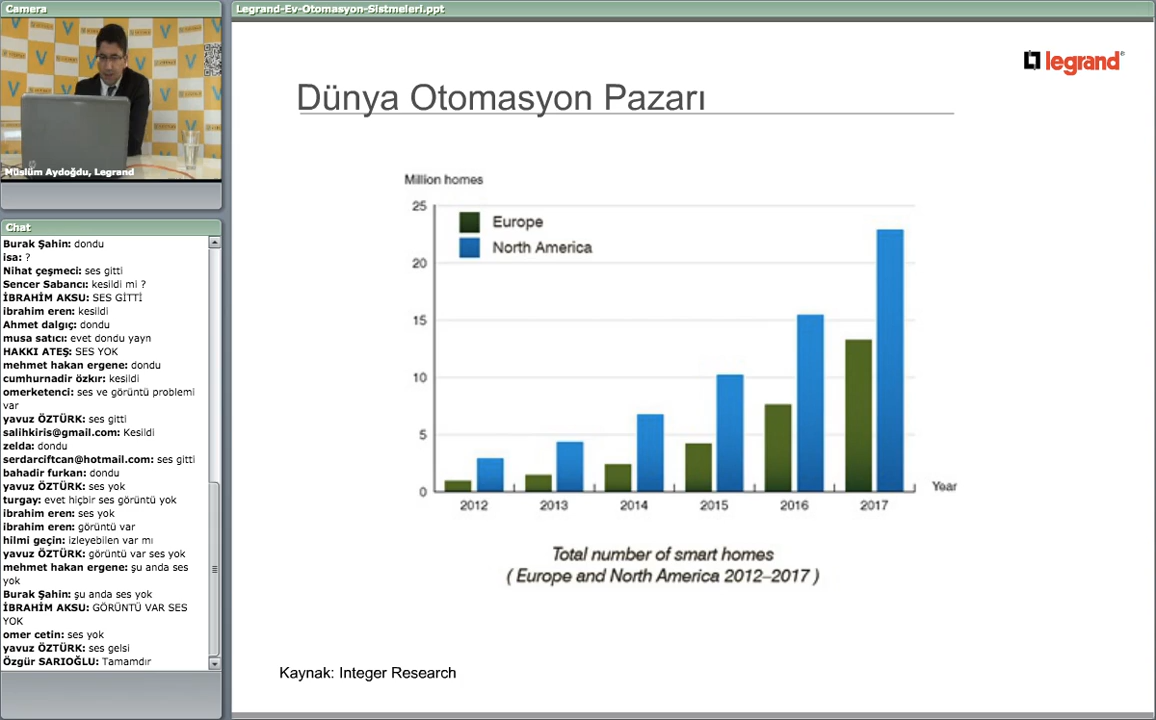 Camera
Müslüm Aydoğdu, Legrand
Chat
Burak Şahin: dondu
isa: ?
Nihat çeşmeci: ses gitti
Sencer Sabancı: kesildi mi ?
İBRAHİM AKSU: SES GİTTİ
ibrahim eren: kesildi
Ahmet dalgıç: dondu
musa satıcı: evet dondu yayn
HAKKI ATEŞ: SES YOK
mehmet hakan ergene: dondu
cumhurnadir özkır: kesildi
omerketenci: ses ve görüntü problemi
var
yavuz ÖZTÜRK: ses gitti
salihkiris@gmail.com: Kesildi
zelda: dondu
serdarciftcan@hotmail.com: ses gitti
bahadir furkan: dondu
yavuz ÖZTÜRK: ses yok
turgay: evet hiçbir ses görüntü yok
ibrahim eren: ses yok
ibrahim eren: görüntü var
hilmi geçin: izleyebilen var mı
yavuz ÖZTÜRK: görüntü var ses yok
mehmet hakan ergene: şu anda ses
yok
Burak Şahin: şu anda ses yok
İBRAHİM AKSU: GÖRÜNTÜ VAR SES
YOK
omer cetin: ses yok
yavuz ÖZTÜRK: ses gelsi
Özgür SARIOĞLU: Tamamdır
Legrand-Ev-Otomasyon-Sistmeleri.ppt
legrand®
Dünya Otomasyon Pazarı
Million homes
25
20
15
10
5
0
Europe
North America
2012 2013 2014 2015 2016 2017
Year
Total number of smart homes
( Europe and North America 2012–2017 )
Kaynak: Integer Research